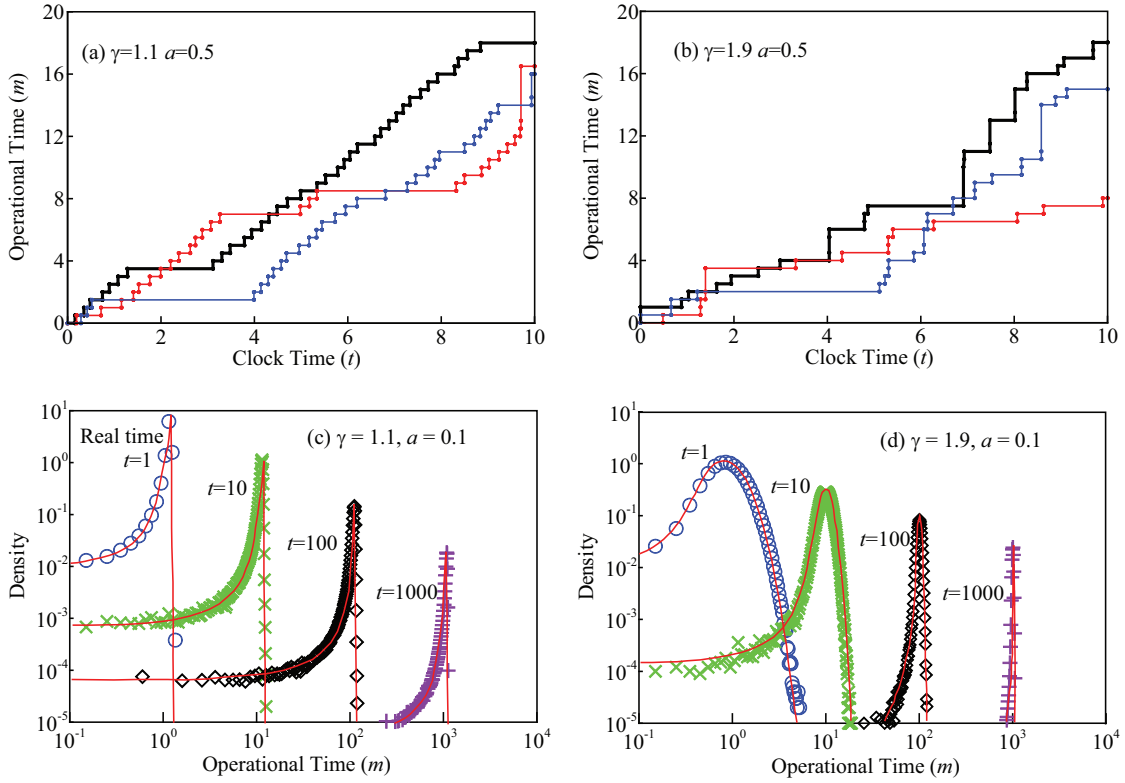 20
16
12
8
4
0
0 2 4 6 8 10
Operational Time (m)
Clock Time (t)
(a) γ=1.1 a=0.5
20
16
12
8
4
0
0 2 4 6 8 10
Operational Time (m)
Clock Time (t)
(b) γ=1.9 a=0.5
10^1
10^0
10^-1
10^-2
10^-3
10^-4
10^-5
10^-1 10^0 10^1 10^2 10^3 10^4
Density
Operational Time (m)
Real time
t=1
(c) γ = 1.1, a = 0.1
t=10
t=100
t=1000
10^1
10^0
10^-1
10^-2
10^-3
10^-4
10^-5
10^-1 10^0 10^1 10^2 10^3 10^4
Density
Operational Time (m)
t=1
(d) γ = 1.9, a = 0.1
t=10
t=100
t=1000